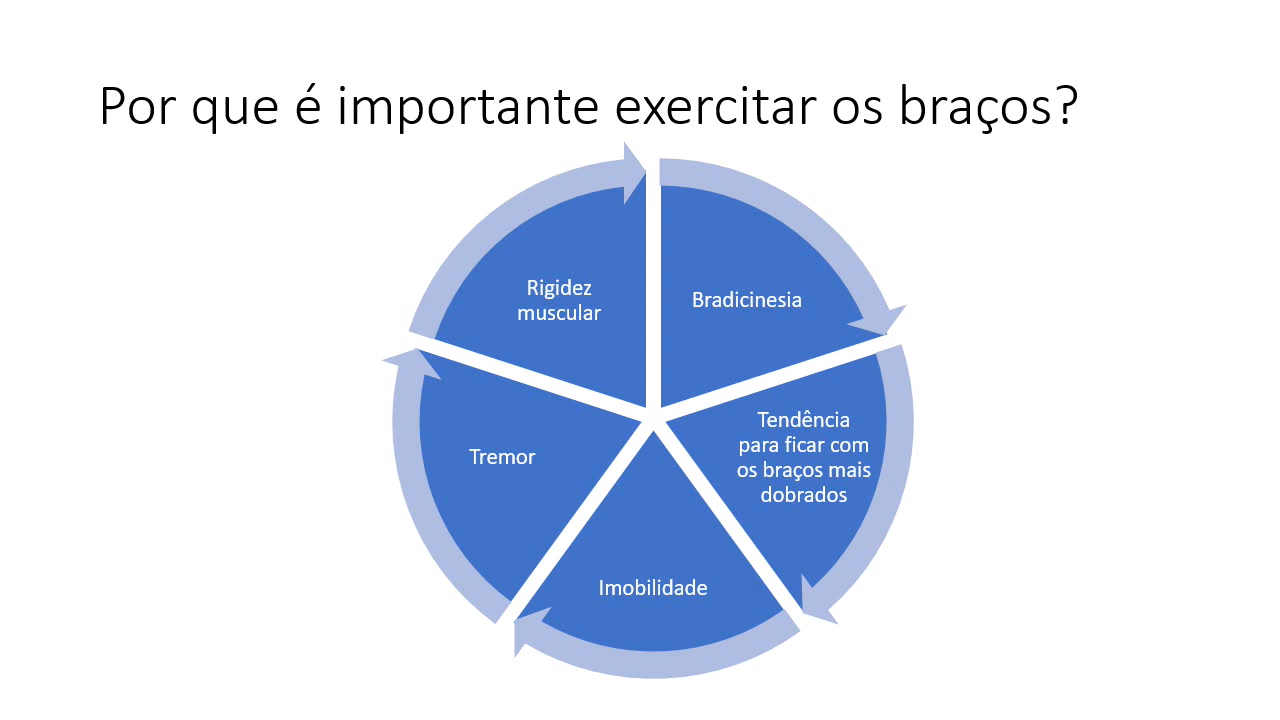 Por que é importante exercitar os braços?
Rigidez
muscular
Bradicinesia
Tendência
para ficar com
os braços mais
dobrados
Imobilidade
Tremor